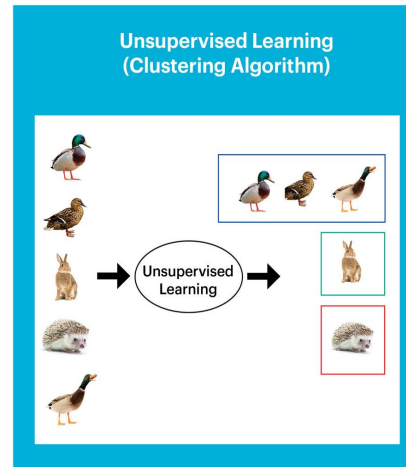 Unsupervised Learning
(Clustering Algorithm)
Unsupervised
Learning